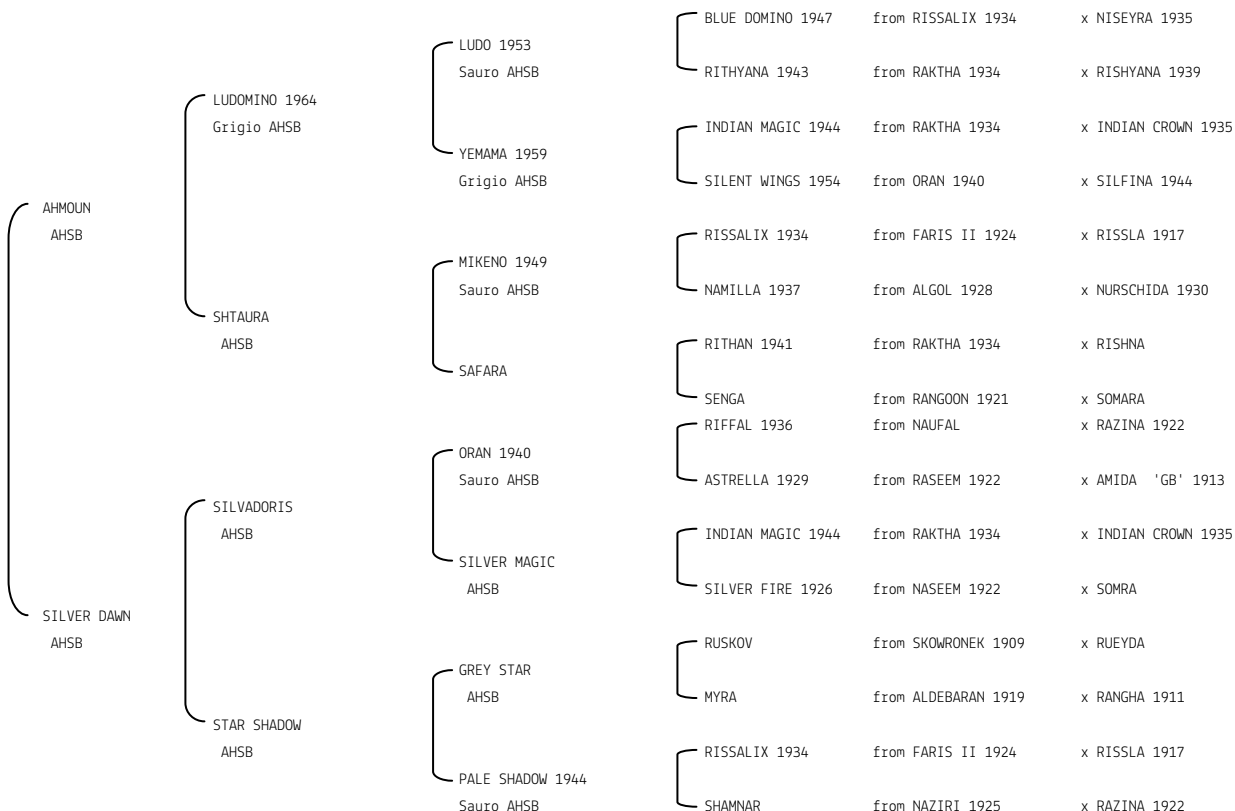 BLUE DOMINO 1947 from RISSALIX 1934 x NISEYRA 1935
LUDO 1953
Sauro AHSB
RITHYANA 1943 from RAKTHA 1934 x RISHYANA 1939
LUDOMINO 1964
Grigio AHSB
INDIAN MAGIC 1944 from RAKTHA 1934 x INDIAN CROWN 1935
YEMAMA 1959
Grigio AHSB
SILENT WINGS 1954 from ORAN 1940 x SILFINA 1944
AHMOUN
AHSB
RISSALIX 1934 from FARIS II 1924 x RISSLA 1917
MIKENO 1949
Sauro AHSB
NAMILLA 1937 from ALGOL 1928 x NURSCHIDA 1930
SHTAURA
AHSB
RITHAN 1941 from RAKTHA 1934 x RISHNA
SAFARA
SENGA from RANGOON 1921 x SOMARA
RIFFAL 1936 from NAUFAL x RAZINA 1922
ORAN 1940
Sauro AHSB
ASTRELLA 1929 from RASEEM 1922 x AMIDA 'GB' 1913
SILVADORIS
AHSB
INDIAN MAGIC 1944 from RAKTHA 1934 x INDIAN CROWN 1935
SILVER MAGIC
AHSB
SILVER FIRE 1926 from NASEEM 1922 x SOMRA
SILVER DAWN
AHSB
RUSKOV from SKOWRONEK 1909 x RUEYDA
GREY STAR
AHSB
MYRA from ALDEBARAN 1919 x RANGHA 1911
STAR SHADOW
AHSB
RISSALIX 1934 from FARIS II 1924 x RISSLA 1917
PALE SHADOW 1944
Sauro AHSB
SHAMNAR from NAZIRI 1925 x RAZINA 1922